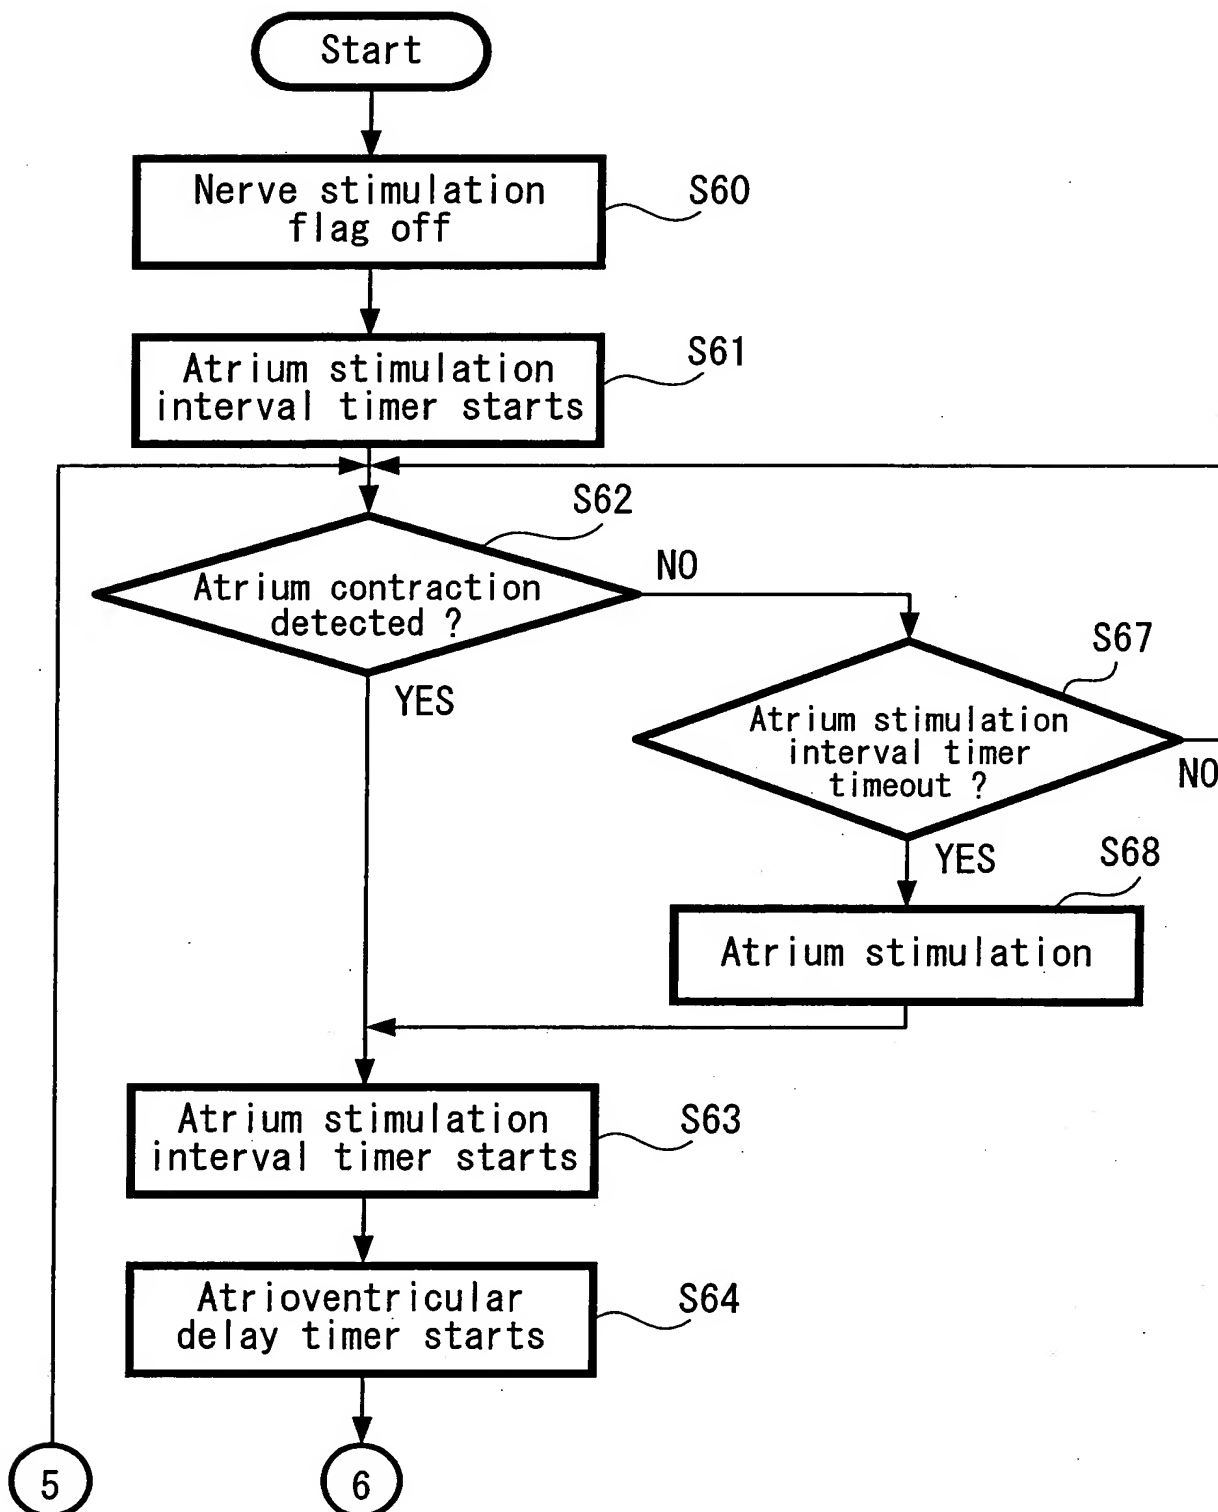 Start
Nerve stimulation
flag off
S60
Atrium stimulation
interval timer starts
S61
S62
Atrium contraction
detected ?
NO
YES
S67
Atrium stimulation
interval timer
timeout ?
NO
YES
S68
Atrium stimulation
Atrium stimulation
interval timer starts
S63
Atrioventricular
delay timer starts
S64
5
6